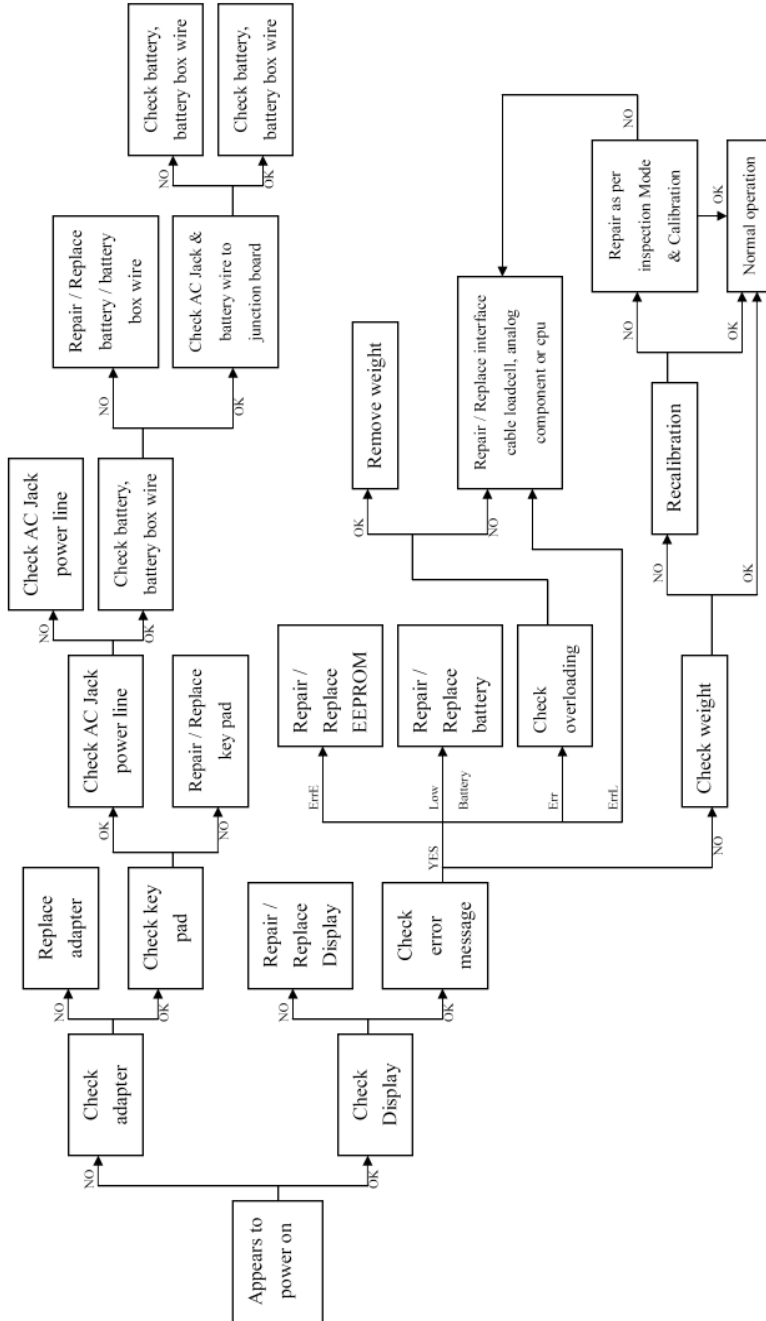 Appears to
power on
NO
OK
Check
adapter
NO
OK
Replace
adapter
Check key
pad
OK
NO
Check AC Jack
power line
Repair / Replace
key pad
NO
OK
Check AC Jack
power line
Check battery,
battery box wire
NO
OK
Repair / Replace
battery / battery
box wire
Check AC Jack &
battery wire to
junction board
NO
OK
Check battery,
battery box wire
Check battery,
battery box wire
Check
Display
NO
OK
Repair /
Replace
Display
Check
error
message
YES
NO
ErrE
Low
Battery
Err
ErrL
Repair /
Replace
EEPROM
Repair /
Replace
battery
Check
overloading
OK
NO
Remove weight
Repair / Replace interface
cable loadcell, analog
component or cpu
Check weight
NO
OK
Recalibration
NO
OK
Repair as per
inspection Mode
& Calibration
NO
OK
Normal operation